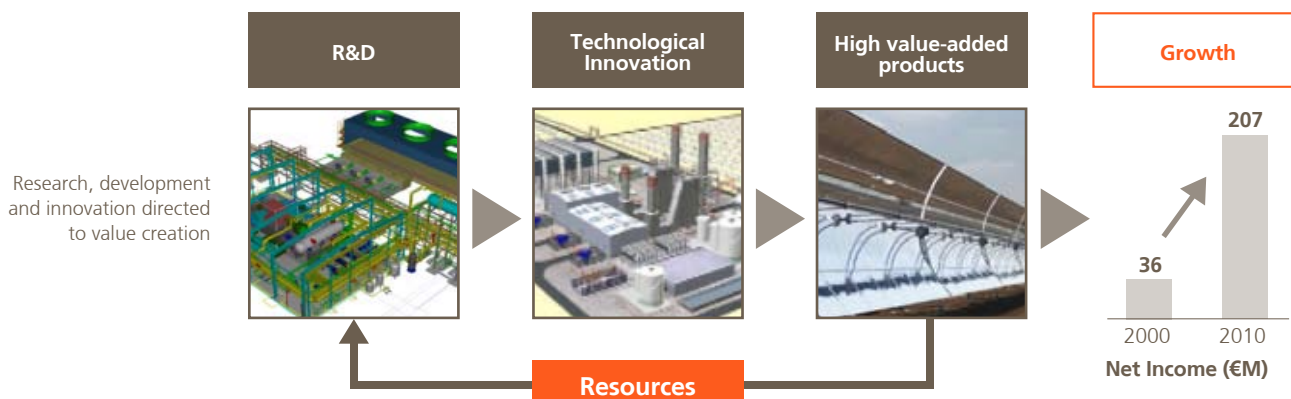 R&D
Technological
Innovation
High value-added
products
Growth
Research, development
and innovation directed
to value creation
207
36
2000
2010
Net Income (€M)
Resources